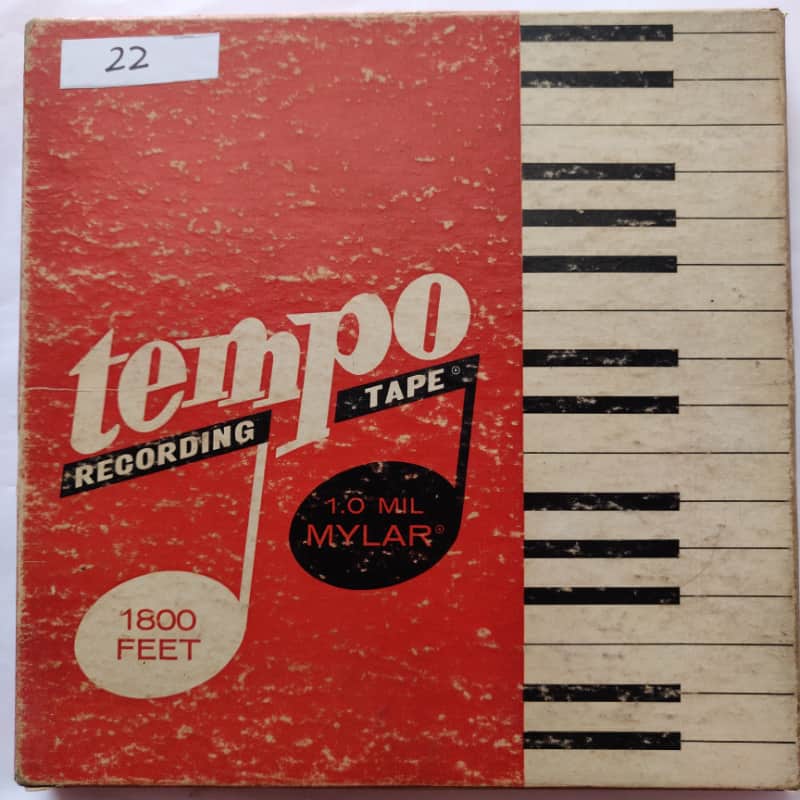 22
tempo
RECORDING TAPE®
1.0 MIL
MYLAR®
1800
FEET